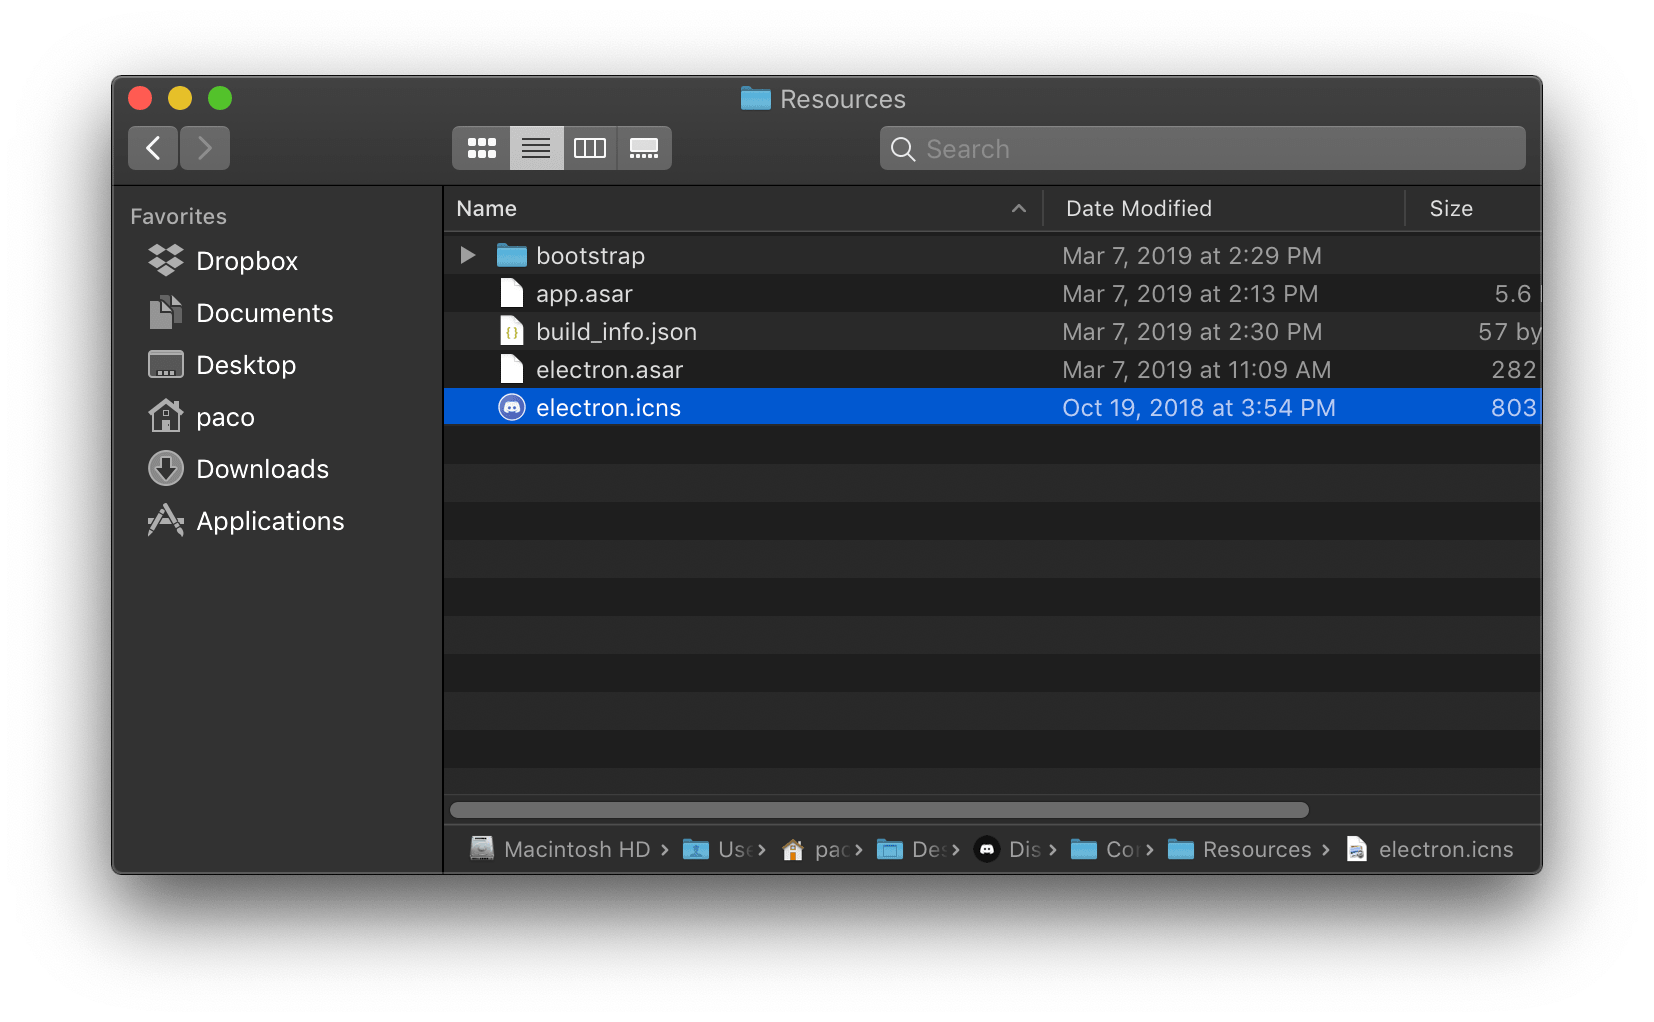 Resources
Search
Favorites
Dropbox
Documents
Desktop
paco
Downloads
Applications
Name Date Modified Size
bootstrap Mar 7, 2019 at 2:29 PM
app.asar Mar 7, 2019 at 2:13 PM 5.6
build_info.json Mar 7, 2019 at 2:30 PM 57 by
electron.asar Mar 7, 2019 at 11:09 AM 282
electron.icns Oct 19, 2018 at 3:54 PM 803
Macintosh HD › Use › pac › Des › Dis › Con › Resources › electron.icns